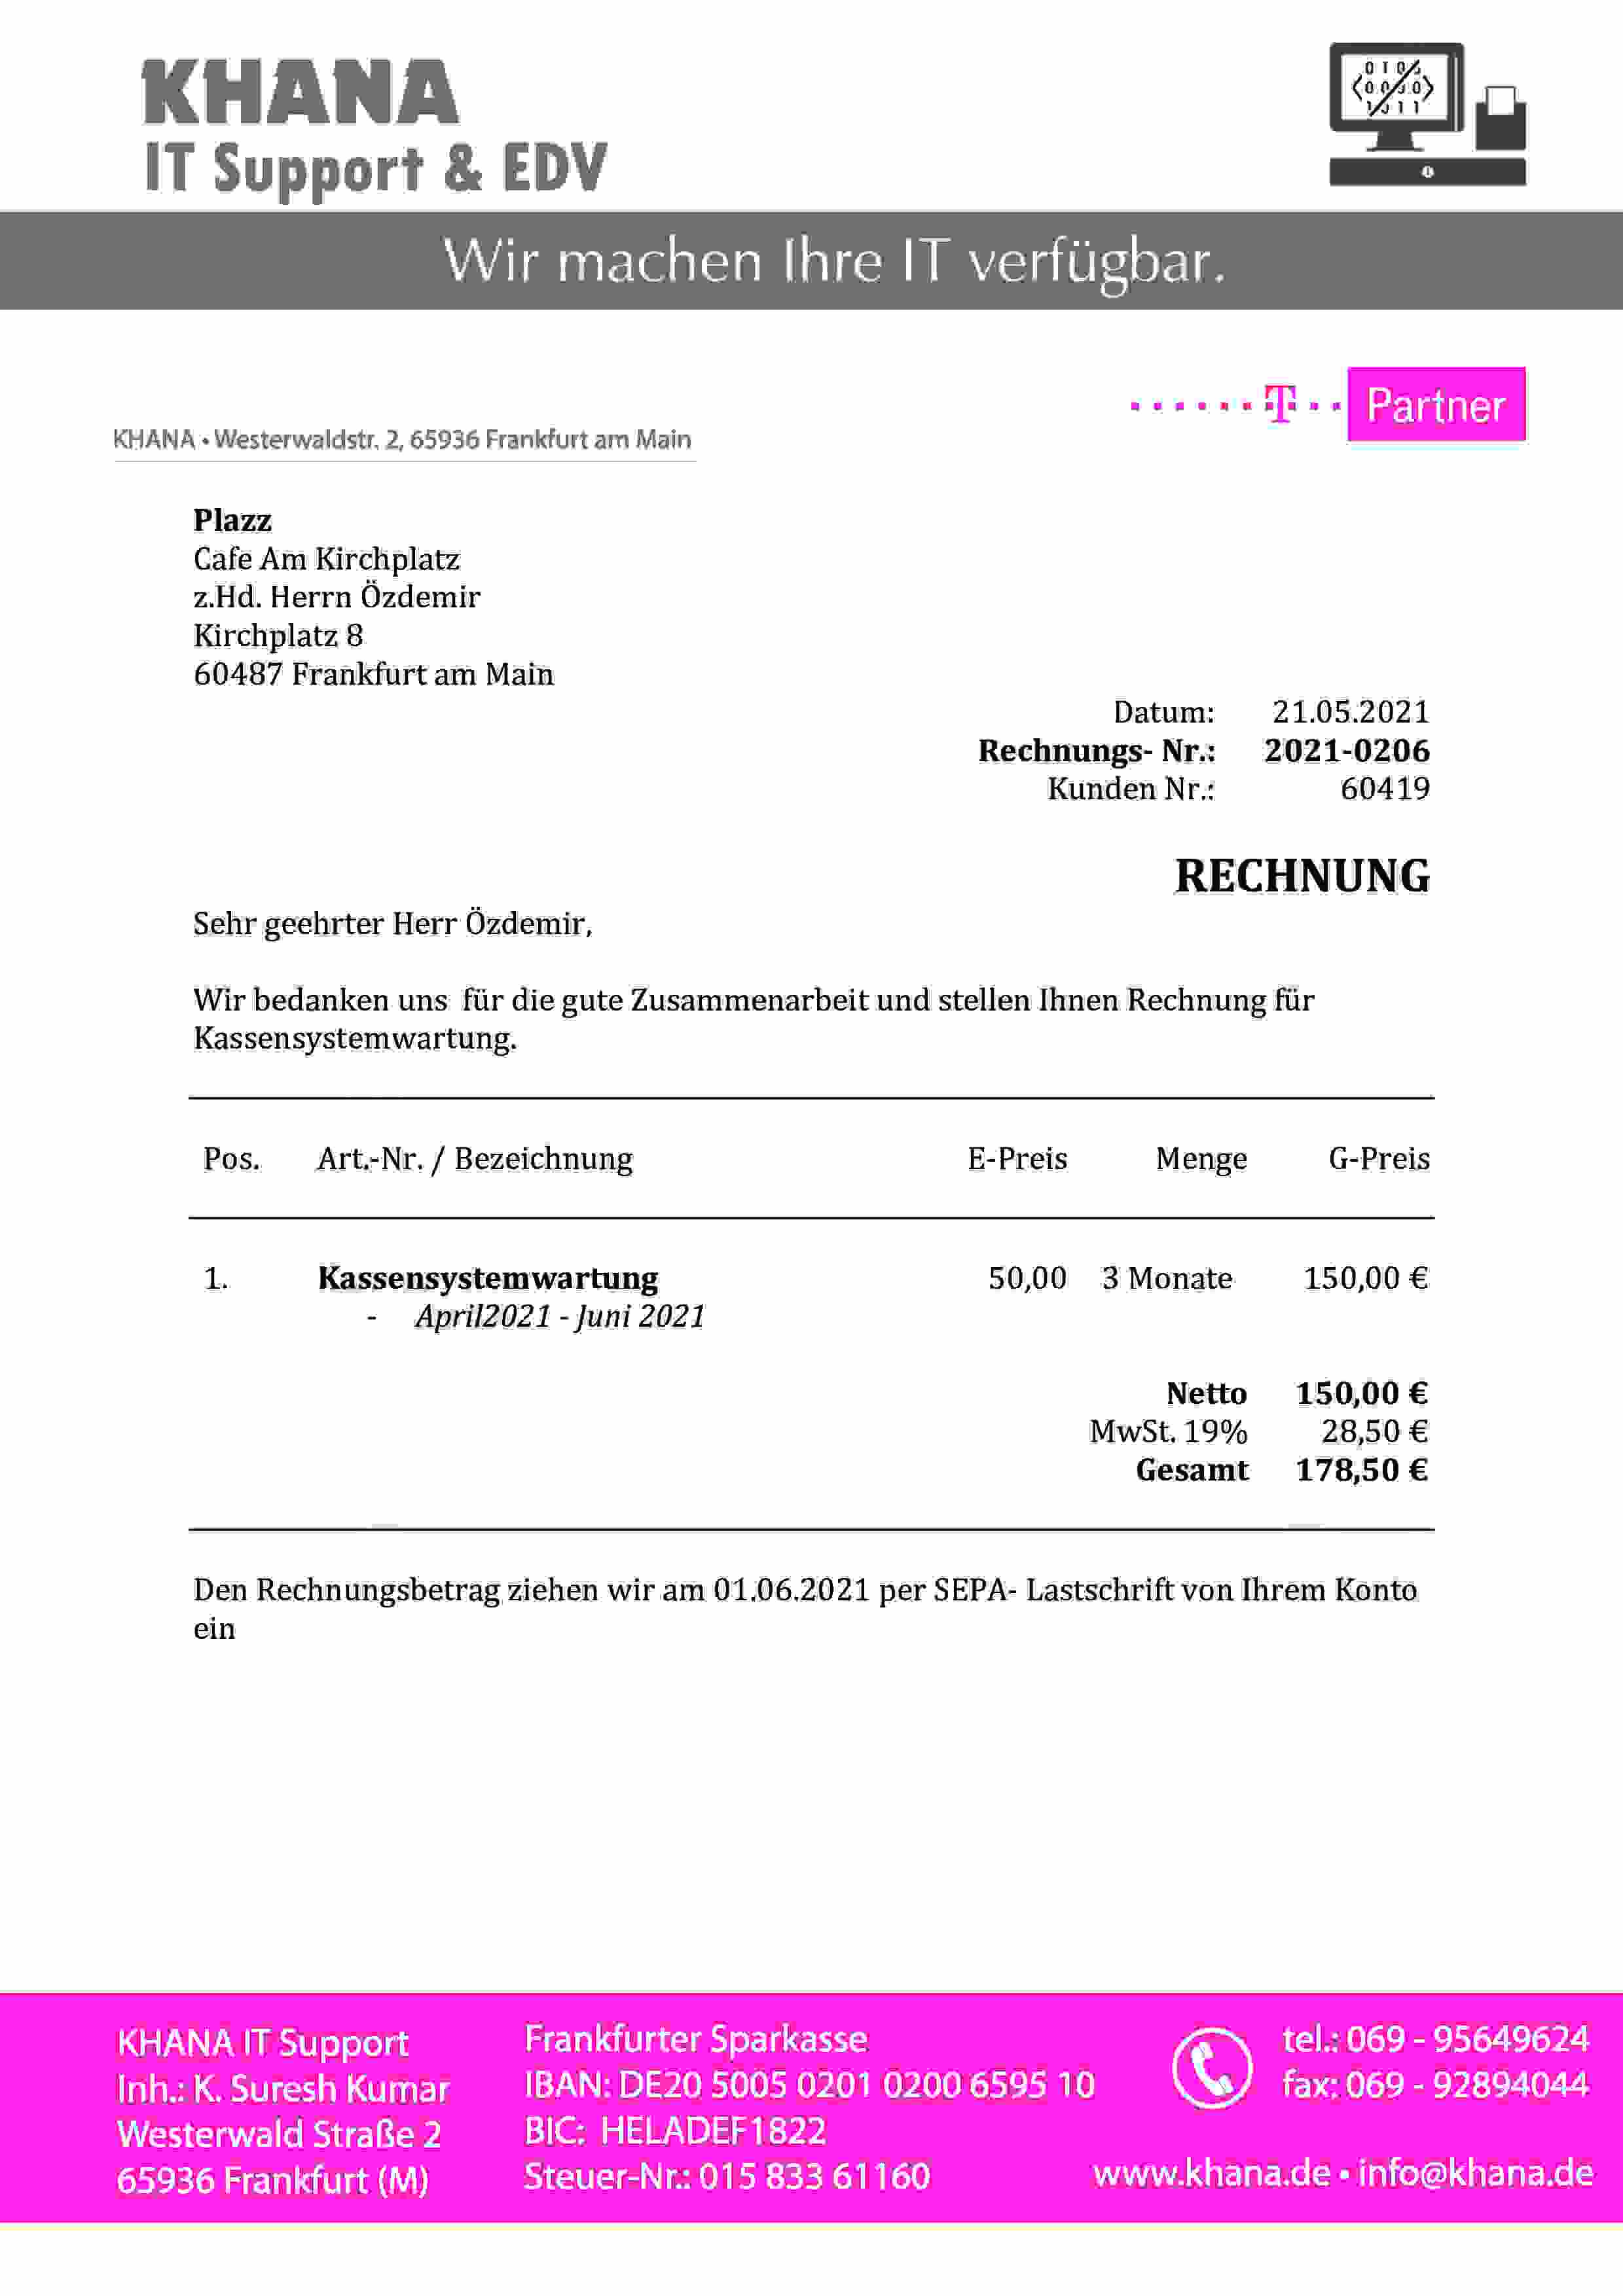 KHANA
IT Support & EDV
Wir machen Ihre IT verfügbar.
T Partner
KHANA • Westerwaldstr. 2, 65936 Frankfurt am Main
Plazz
Cafe Am Kirchplatz
z.Hd. Herrn Özdemir
Kirchplatz 8
60487 Frankfurt am Main
Datum: 21.05.2021
Rechnungs- Nr.: 2021-0206
Kunden Nr.: 60419
RECHNUNG
Sehr geehrter Herr Özdemir,
Wir bedanken uns für die gute Zusammenarbeit und stellen Ihnen Rechnung für
Kassensystemwartung.
Pos. Art.-Nr. / Bezeichnung E-Preis Menge G-Preis
1. Kassensystemwartung 50,00 3 Monate 150,00 €
- April2021 - Juni 2021
Netto 150,00 €
MwSt. 19% 28,50 €
Gesamt 178,50 €
Den Rechnungsbetrag ziehen wir am 01.06.2021 per SEPA- Lastschrift von Ihrem Konto
ein
KHANA IT Support
Inh.: K. Suresh Kumar
Westerwald Straße 2
65936 Frankfurt (M)
Frankfurter Sparkasse
IBAN: DE20 5005 0201 0200 6595 10
BIC: HELADEF1822
Steuer-Nr.: 015 833 61160
tel.: 069 - 95649624
fax: 069 - 92894044
www.khana.de • info@khana.de